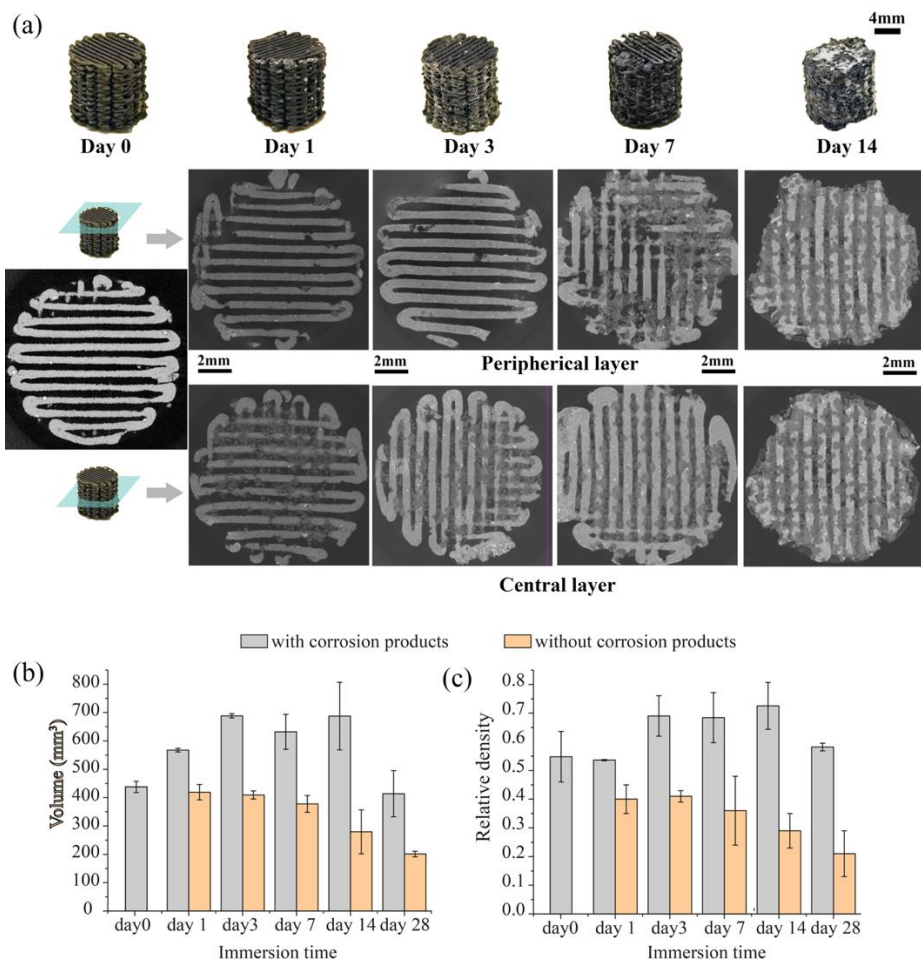 (a)
4mm
Day 0
Day 1
Day 3
Day 7
Day 14
2mm
2mm
Peripherical layer
2mm
2mm
Central layer
with corrosion products
without corrosion products
(b)
(c)
Volume (mm³)
800
700
600
500
400
300
200
100
0
day0
day 1
day3
day 7
day 14
day 28
Immersion time
Relative density
0.8
0.7
0.6
0.5
0.4
0.3
0.2
0.1
0.0
day0
day 1
day3
day 7
day 14
day 28
Immersion time